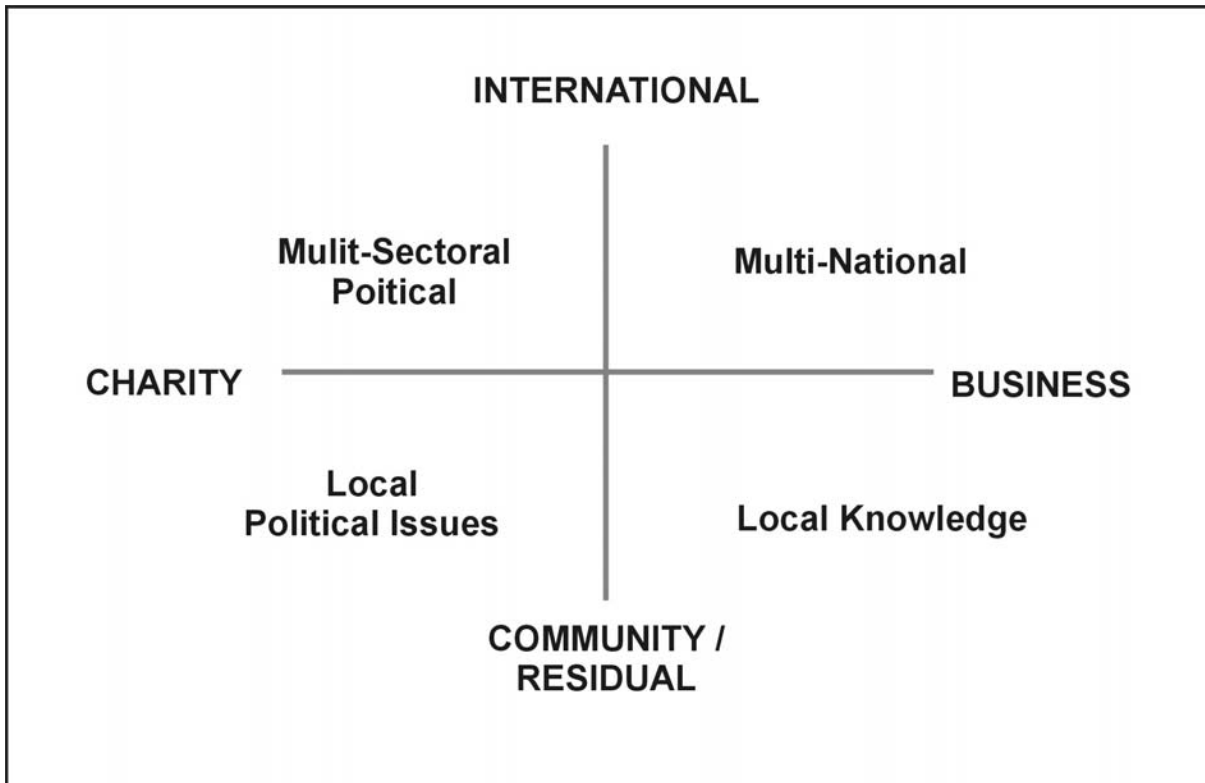 INTERNATIONAL
Mulit-Sectoral
Poitical
Multi-National
CHARITY
BUSINESS
Local
Political Issues
Local Knowledge
COMMUNITY /
RESIDUAL